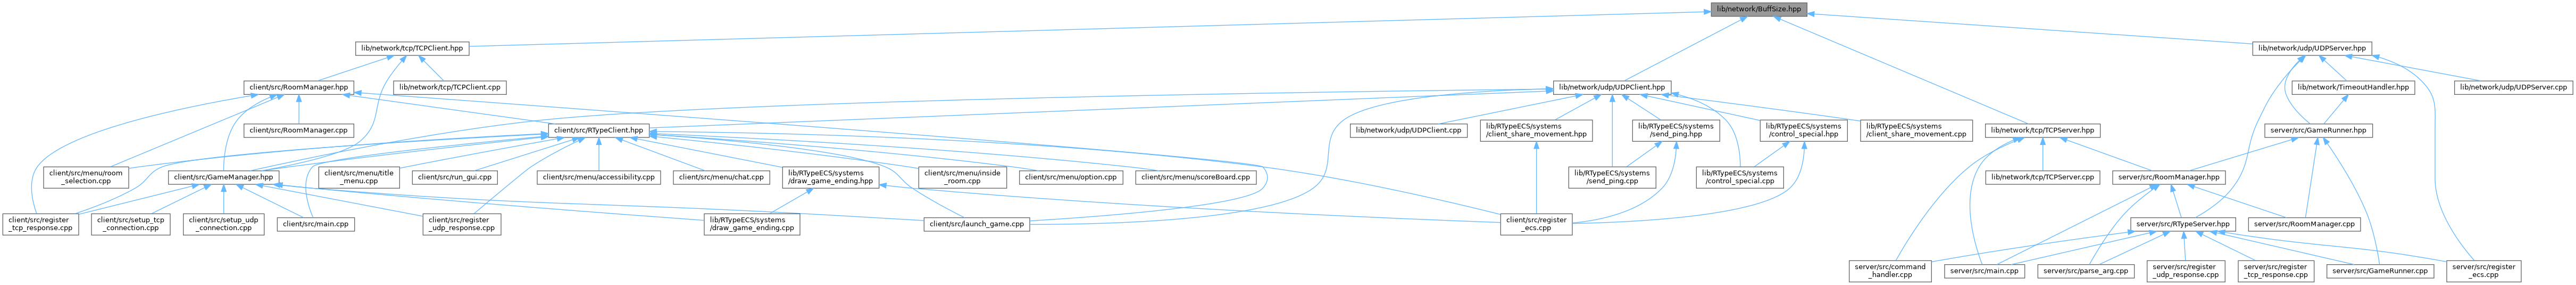 lib/network/BuffSize.hpp
lib/network/tcp/TCPClient.hpp
lib/network/udp/UDPServer.hpp
client/src/RoomManager.hpp
lib/network/tcp/TCPClient.cpp
lib/network/udp/UDPClient.hpp
lib/network/TimeoutHandler.hpp
lib/network/udp/UDPServer.cpp
client/src/RoomManager.cpp
client/src/RTypeClient.hpp
lib/network/udp/UDPClient.cpp
lib/RTypeECS/systems
/client_share_movement.hpp
lib/RTypeECS/systems
/send_ping.hpp
lib/RTypeECS/systems
/control_special.hpp
lib/RTypeECS/systems
/client_share_movement.cpp
lib/network/tcp/TCPServer.hpp
server/src/GameRunner.hpp
client/src/menu/room
_selection.cpp
client/src/GameManager.hpp
client/src/menu/title
_menu.cpp
client/src/run_gui.cpp
client/src/menu/accessibility.cpp
client/src/menu/chat.cpp
lib/RTypeECS/systems
/draw_game_ending.hpp
client/src/menu/inside
_room.cpp
client/src/menu/option.cpp
client/src/menu/scoreBoard.cpp
lib/RTypeECS/systems
/send_ping.cpp
lib/RTypeECS/systems
/control_special.cpp
lib/network/tcp/TCPServer.cpp
server/src/RoomManager.hpp
client/src/register
_tcp_response.cpp
client/src/setup_tcp
_connection.cpp
client/src/setup_udp
_connection.cpp
client/src/main.cpp
client/src/register
_udp_response.cpp
lib/RTypeECS/systems
/draw_game_ending.cpp
client/src/launch_game.cpp
client/src/register
_ecs.cpp
server/src/RTypeServer.hpp
server/src/RoomManager.cpp
server/src/command
_handler.cpp
server/src/main.cpp
server/src/parse_arg.cpp
server/src/register
_udp_response.cpp
server/src/register
_tcp_response.cpp
server/src/GameRunner.cpp
server/src/register
_ecs.cpp